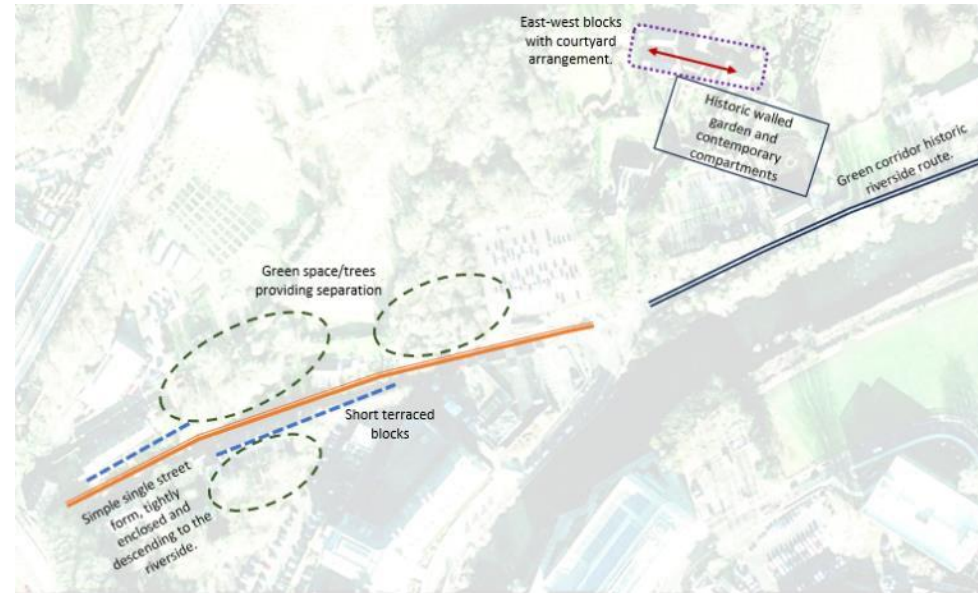 East-west blocks
with courtyard
arrangement.
Historic walled
garden and
contemporary
compartments
Green corridor historic
riverside route.
Green space/trees
providing separation
Short terraced
blocks
Simple single street
form, tightly
enclosed and
descending to the
riverside.